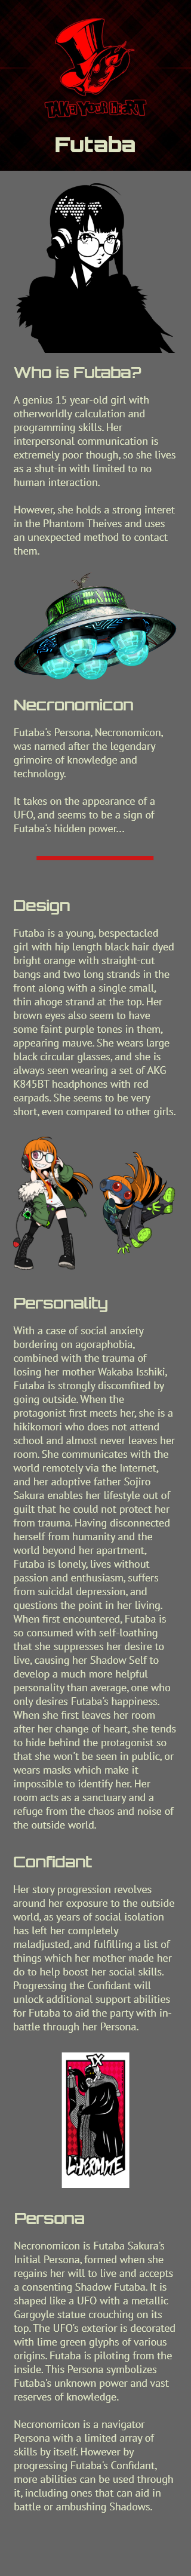 TAKE YOUR HEART
Futaba
Who is Futaba?
A genius 15 year-old girl with
otherworldly calculation and
programming skills. Her
interpersonal communication is
extremely poor though, so she lives
as a shut-in with limited to no
human interaction.
However, she holds a strong interet
in the Phantom Theives and uses
an unexpected method to contact
them.
Necronomicon
Futaba's Persona, Necronomicon,
was named after the legendary
grimoire of knowledge and
technology.
It takes on the appearance of a
UFO, and seems to be a sign of
Futaba's hidden power...
Design
Futaba is a young, bespectacled
girl with hip length black hair dyed
bright orange with straight-cut
bangs and two long strands in the
front along with a single small,
thin ahoge strand at the top. Her
brown eyes also seem to have
some faint purple tones in them,
appearing mauve. She wears large
black circular glasses, and she is
always seen wearing a set of AKG
K845BT headphones with red
earpads. She seems to be very
short, even compared to other girls.
Personality
With a case of social anxiety
bordering on agoraphobia,
combined with the trauma of
losing her mother Wakaba Isshiki,
Futaba is strongly discomfited by
going outside. When the
protagonist first meets her, she is a
hikikomori who does not attend
school and almost never leaves her
room. She communicates with the
world remotely via the Internet,
and her adoptive father Sojiro
Sakura enables her lifestyle out of
guilt that he could not protect her
from trauma. Having disconnected
herself from humanity and the
world beyond her apartment,
Futaba is lonely, lives without
passion and enthusiasm, suffers
from suicidal depression, and
questions the point in her living.
When first encountered, Futaba is
so consumed with self-loathing
that she suppresses her desire to
live, causing her Shadow Self to
develop a much more helpful
personality than average, one who
only desires Futaba's happiness.
When she first leaves her room
after her change of heart, she tends
to hide behind the protagonist so
that she won't be seen in public, or
wears masks which make it
impossible to identify her. Her
room acts as a sanctuary and a
refuge from the chaos and noise of
the outside world.
Confidant
Her story progression revolves
around her exposure to the outside
world, as years of social isolation
has left her completely
maladjusted, and fulfilling a list of
things which her mother made her
do to help boost her social skills.
Progressing the Confidant will
unlock additional support abilities
for Futaba to aid the party with in-
battle through her Persona.
IX
L'HERMITE
Persona
Necronomicon is Futaba Sakura's
Initial Persona, formed when she
regains her will to live and accepts
a consenting Shadow Futaba. It is
shaped like a UFO with a metallic
Gargoyle statue crouching on its
top. The UFO's exterior is decorated
with lime green glyphs of various
origins. Futaba is piloting from the
inside. This Persona symbolizes
Futaba's unknown power and vast
reserves of knowledge.
Necronomicon is a navigator
Persona with a limited array of
skills by itself. However by
progressing Futaba's Confidant,
more abilities can be used through
it, including ones that can aid in
battle or ambushing Shadows.